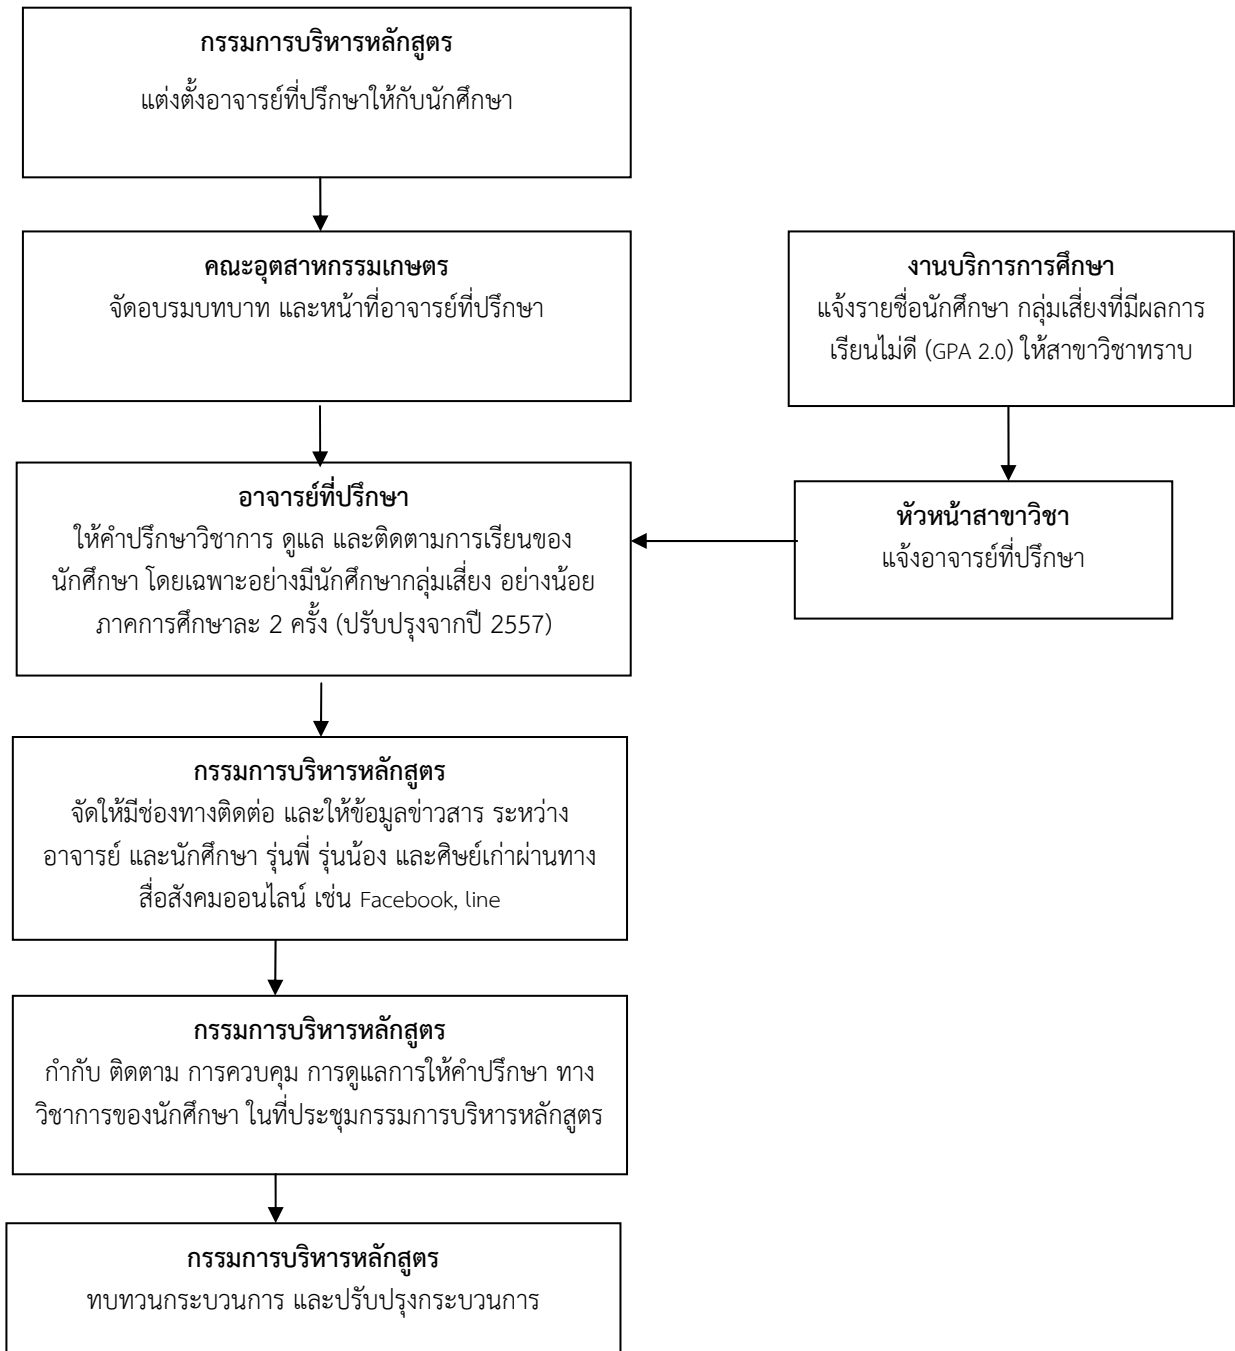 กรรมการบริหารหลักสูตร
แต่งตั้งอาจารย์ที่ปรึกษาให้กับนักศึกษา
คณะอุตสาหกรรมเกษตร
จัดอบรมบทบาท และหน้าที่อาจารย์ที่ปรึกษา
งานบริการการศึกษา
แจ้งรายชื่อนักศึกษา กลุ่มเสี่ยงที่มีผลการ
เรียนไม่ดี (GPA 2.0) ให้สาขาวิชาทราบ
อาจารย์ที่ปรึกษา
ให้คำปรึกษาวิชาการ ดูแล และติดตามการเรียนของ
นักศึกษา โดยเฉพาะอย่างมีนักศึกษากลุ่มเสี่ยง อย่างน้อย
ภาคการศึกษาละ 2 ครั้ง (ปรับปรุงจากปี 2557)
หัวหน้าสาขาวิชา
แจ้งอาจารย์ที่ปรึกษา
กรรมการบริหารหลักสูตร
จัดให้มีช่องทางติดต่อ และให้ข้อมูลข่าวสาร ระหว่าง
อาจารย์ และนักศึกษา รุ่นพี่ รุ่นน้อง และศิษย์เก่าผ่านทาง
สื่อสังคมออนไลน์ เช่น Facebook, line
กรรมการบริหารหลักสูตร
กำกับ ติดตาม การควบคุม การดูแลการให้คำปรึกษา ทาง
วิชาการของนักศึกษา ในที่ประชุมกรรมการบริหารหลักสูตร
กรรมการบริหารหลักสูตร
ทบทวนกระบวนการ และปรับปรุงกระบวนการ